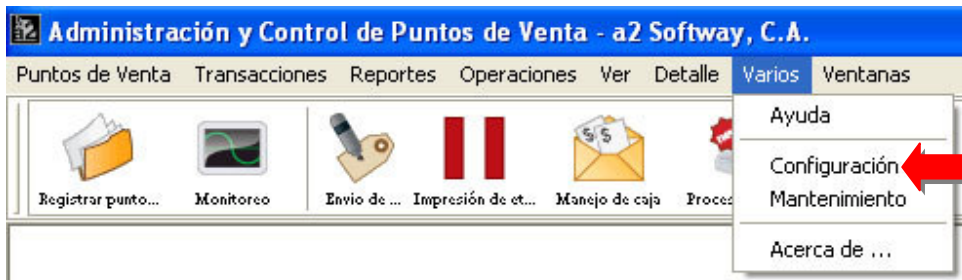 Administración y Control de Puntos de Venta - a2 Softway, C.A.
Puntos de Venta Transacciones Reportes Operaciones Ver Detalle Varios Ventanas
Ayuda
Configuración
Mantenimiento
Acerca de ...
Registrar punto... Monitoreo Envio de ... Impresión de et... Manejo de caja